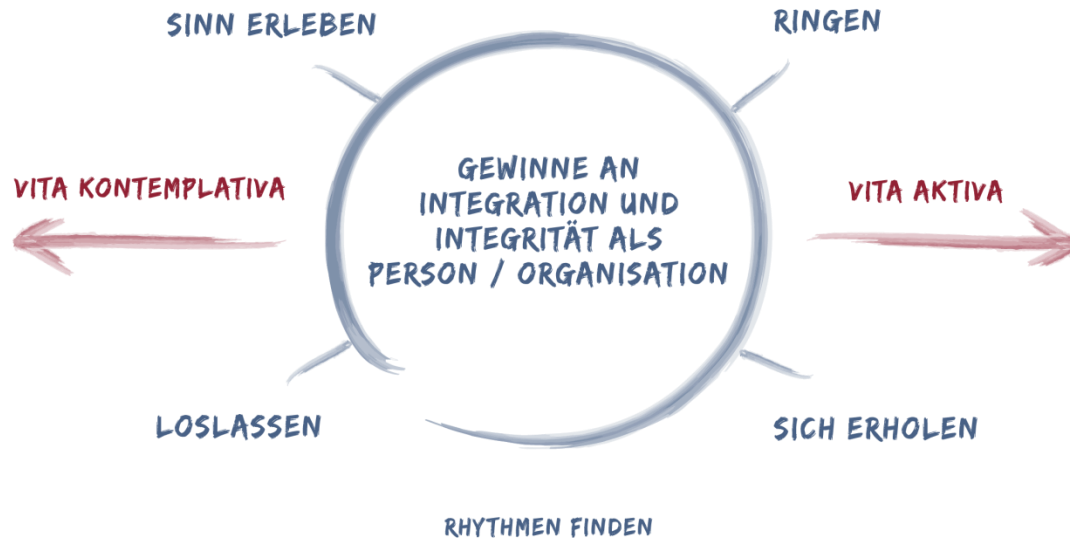 SINN ERLEBEN
RINGEN
VITA KONTEMPLATIVA
GEWINNE AN
INTEGRATION UND
INTEGRITÄT ALS
PERSON / ORGANISATION
VITA AKTIVA
LOSLASSEN
SICH ERHOLEN
RHYTHMEN FINDEN